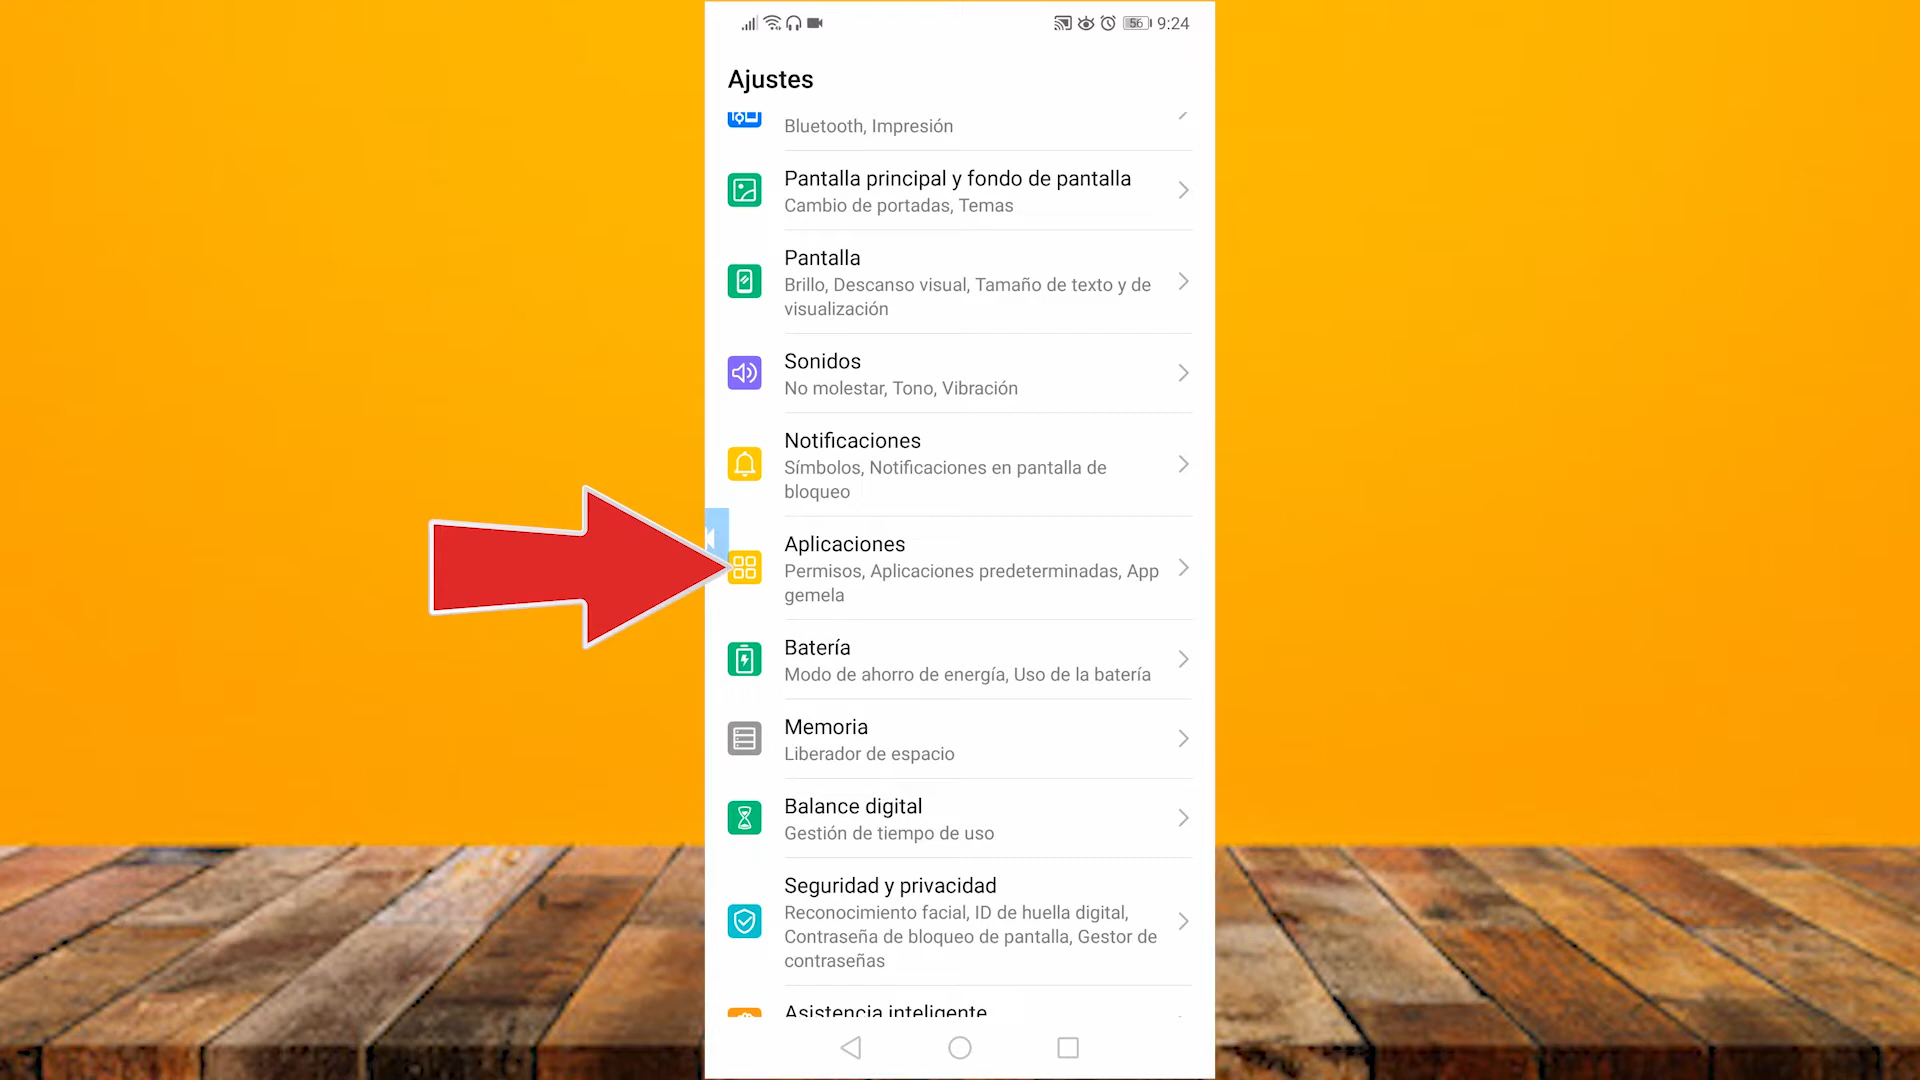 56 9:24
Ajustes
Bluetooth, Impresión
Pantalla principal y fondo de pantalla
Cambio de portadas, Temas
Pantalla
Brillo, Descanso visual, Tamaño de texto y de
visualización
Sonidos
No molestar, Tono, Vibración
Notificaciones
Símbolos, Notificaciones en pantalla de
bloqueo
Aplicaciones
Permisos, Aplicaciones predeterminadas, App
gemela
Batería
Modo de ahorro de energía, Uso de la batería
Memoria
Liberador de espacio
Balance digital
Gestión de tiempo de uso
Seguridad y privacidad
Reconocimiento facial, ID de huella digital,
Contraseña de bloqueo de pantalla, Gestor de
contraseñas
Asistencia inteligente